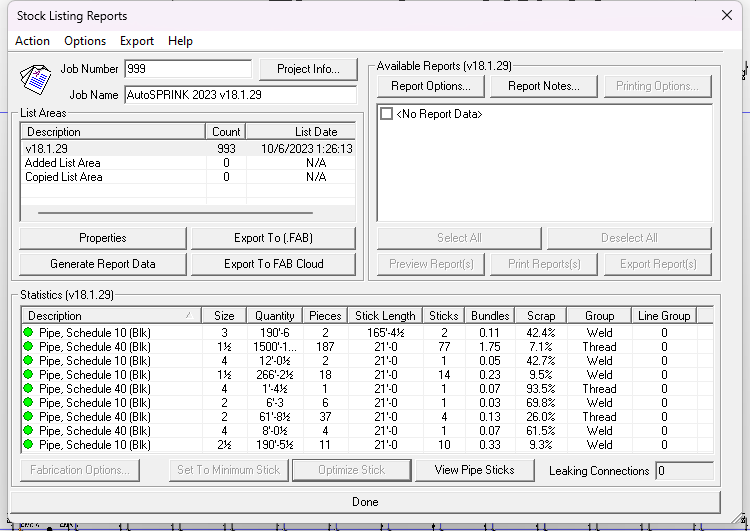 Stock Listing Reports
Action Options Export Help
Job Number 999 Project Info...
Job Name AutoSPRINK 2023 v18.1.29
List Areas
Description Count List Date
v18.1.29 993 10/6/2023 1:26:13
Added List Area 0 N/A
Copied List Area 0 N/A
Properties Export To (.FAB)
Generate Report Data Export To FAB Cloud
Available Reports (v18.1.29)
Report Options... Report Notes... Printing Options...
<No Report Data>
Select All Deselect All
Preview Report(s) Print Reports(s) Export Report(s)
Statistics (v18.1.29)
Description Size Quantity Pieces Stick Length Sticks Bundles Scrap Group Line Group
Pipe, Schedule 10 (Blk) 3 190'-6 2 165'-4½ 2 0.11 42.4% Weld 0
Pipe, Schedule 40 (Blk) 1½ 1500'-1... 187 21'-0 77 1.75 7.1% Thread 0
Pipe, Schedule 10 (Blk) 4 12'-0½ 2 21'-0 1 0.05 42.7% Weld 0
Pipe, Schedule 10 (Blk) 1½ 266'-2½ 18 21'-0 14 0.23 9.5% Weld 0
Pipe, Schedule 40 (Blk) 4 1'-4½ 1 21'-0 1 0.07 93.5% Thread 0
Pipe, Schedule 10 (Blk) 2 6'-3 6 21'-0 1 0.03 69.8% Weld 0
Pipe, Schedule 40 (Blk) 2 61'-8½ 37 21'-0 4 0.13 26.0% Thread 0
Pipe, Schedule 40 (Blk) 4 8'-0½ 4 21'-0 1 0.07 61.5% Weld 0
Pipe, Schedule 10 (Blk) 2½ 190'-5½ 11 21'-0 10 0.33 9.3% Weld 0
Fabrication Options... Set To Minimum Stick Optimize Stick View Pipe Sticks Leaking Connections 0
Done